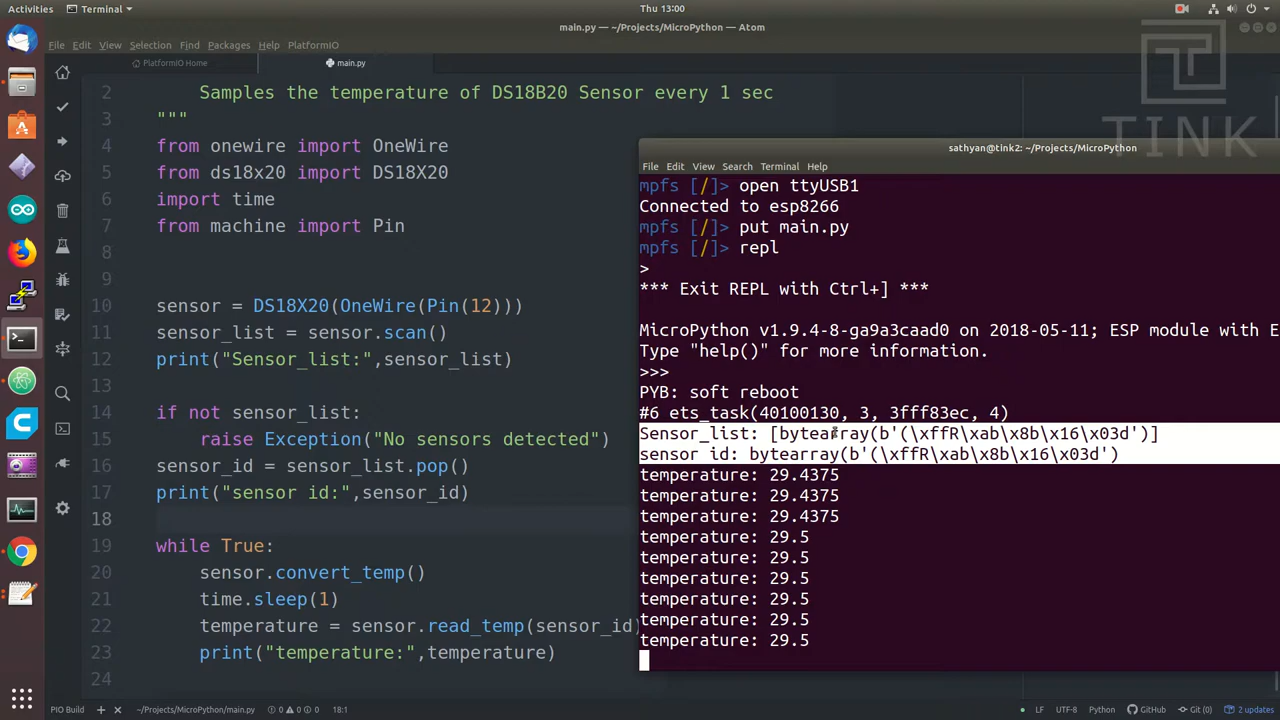 Activities
Terminal
Thu 13:00
main.py — ~/Projects/MicroPython — Atom
File Edit View Selection Find Packages Help PlatformIO
PlatformIO Home
main.py
TINK
2 Samples the temperature of DS18B20 Sensor every 1 sec
3 """
4 from onewire import OneWire
5 from ds18x20 import DS18X20
6 import time
7 from machine import Pin
8
9
10 sensor = DS18X20(OneWire(Pin(12)))
11 sensor_list = sensor.scan()
12 print("Sensor_list:",sensor_list)
13
14 if not sensor_list:
15 raise Exception("No sensors detected")
16 sensor_id = sensor_list.pop()
17 print("sensor id:",sensor_id)
18
19 while True:
20 sensor.convert_temp()
21 time.sleep(1)
22 temperature = sensor.read_temp(sensor_id)
23 print("temperature:",temperature)
24
sathyan@tink2: ~/Projects/MicroPython
File Edit View Search Terminal Help
mpfs [/]> open ttyUSB1
Connected to esp8266
mpfs [/]> put main.py
mpfs [/]> repl
>
*** Exit REPL with Ctrl+] ***
MicroPython v1.9.4-8-ga9a3caad0 on 2018-05-11; ESP module with E
Type "help()" for more information.
>>>
PYB: soft reboot
#6 ets_task(40100130, 3, 3fff83ec, 4)
Sensor_list: [bytearray(b'(\xffR\xab\x8b\x16\x03d')]
sensor id: bytearray(b'(\xffR\xab\x8b\x16\x03d')
temperature: 29.4375
temperature: 29.4375
temperature: 29.4375
temperature: 29.5
temperature: 29.5
temperature: 29.5
temperature: 29.5
temperature: 29.5
temperature: 29.5
PIO Build + × ~/Projects/MicroPython/main.py 0 0 0 18:1
LF UTF-8 Python GitHub Git (0) 2 updates